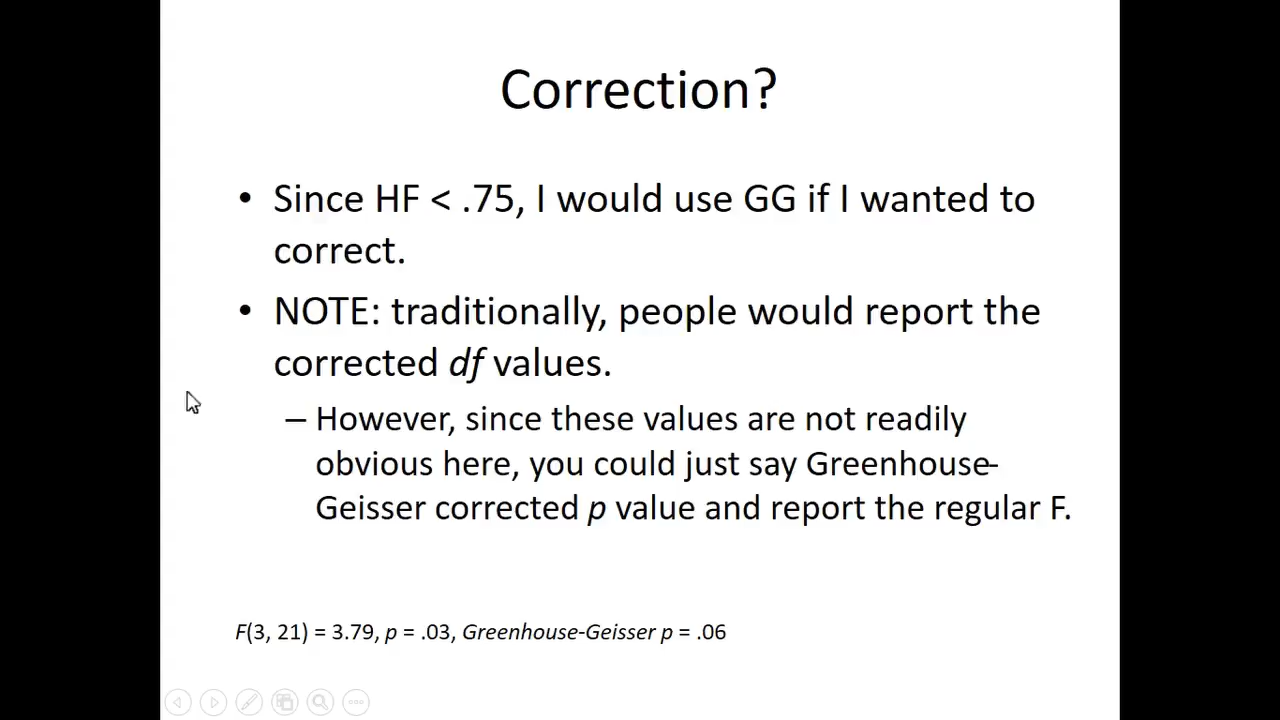 Correction?
• Since HF < .75, I would use GG if I wanted to
correct.
• NOTE: traditionally, people would report the
corrected df values.
– However, since these values are not readily
obvious here, you could just say Greenhouse-
Geisser corrected p value and report the regular F.
F(3, 21) = 3.79, p = .03, Greenhouse-Geisser p = .06